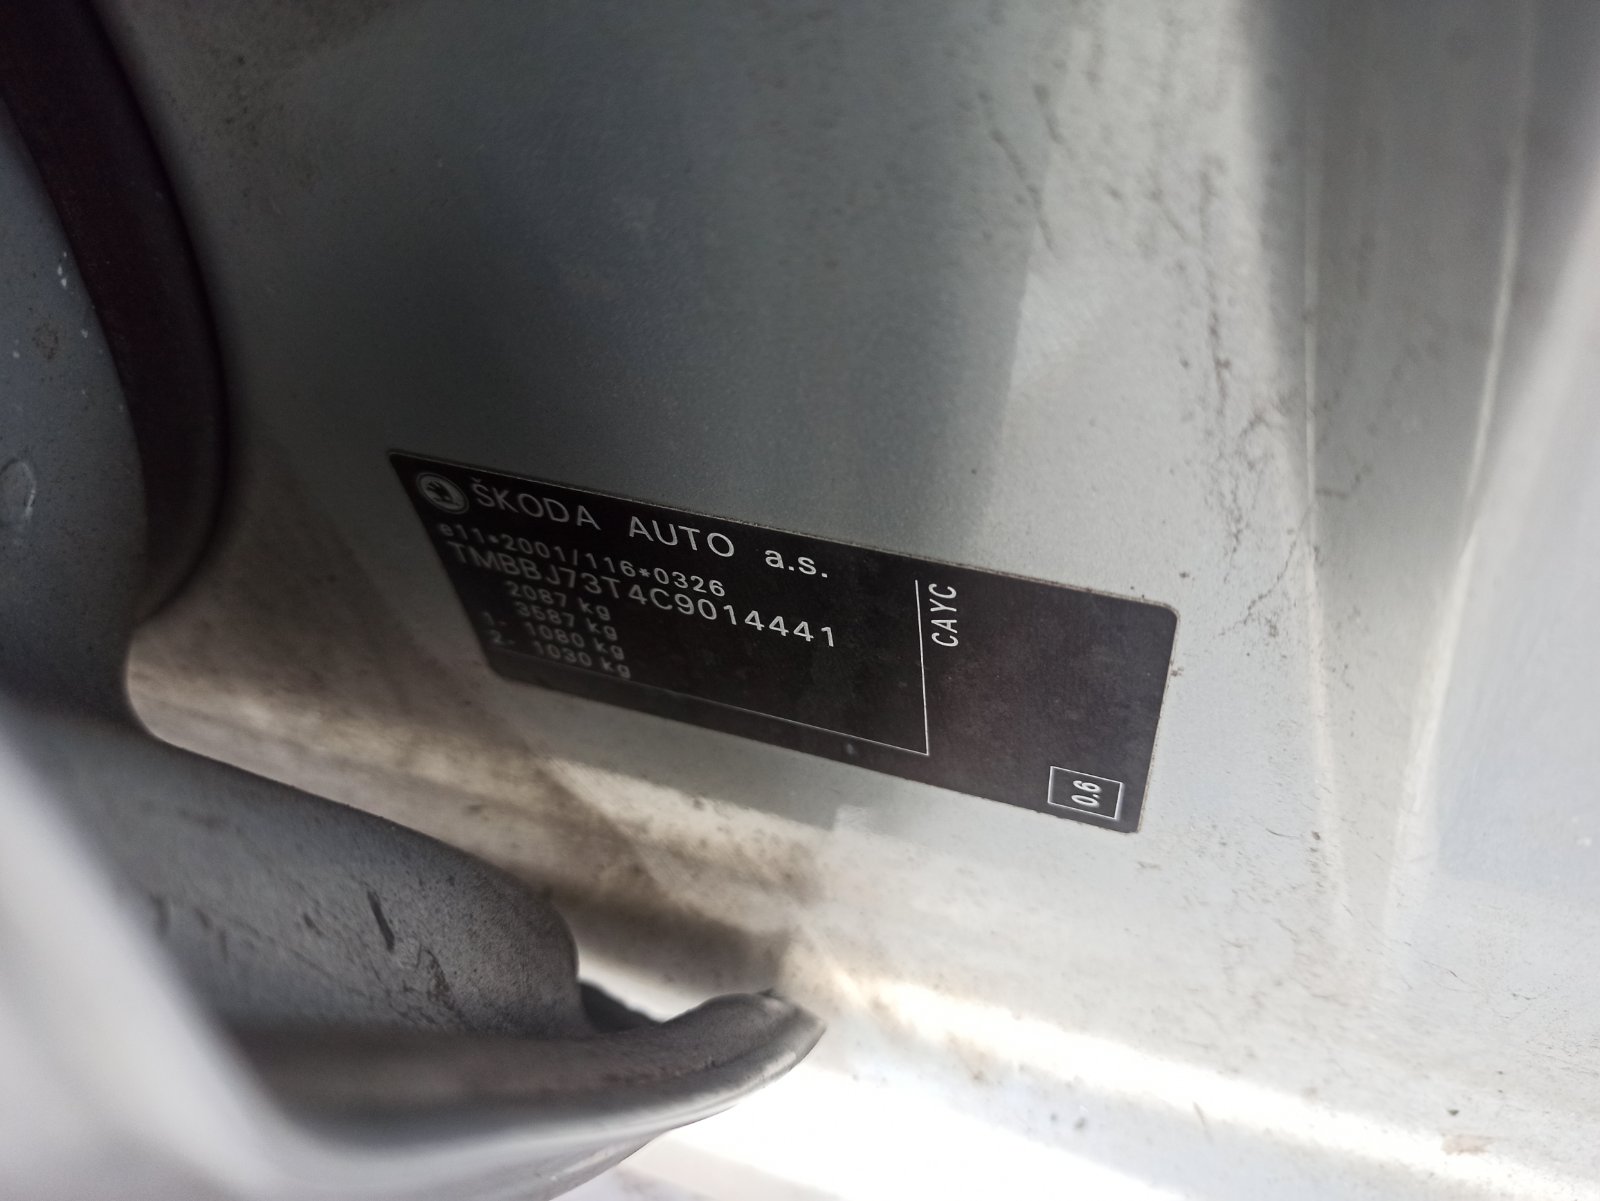 ŠKODA AUTO a.s.
e11*2001/116*0326
TMBBJ73T4C9014441
2087 kg
3587 kg
1- 1080 kg
2- 1030 kg
CAYC
0.6